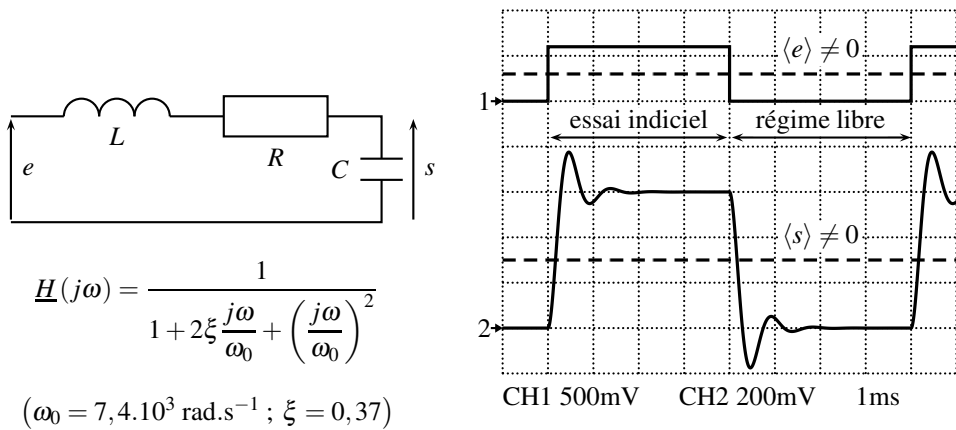 e
L
R
C
s
H(jω) = 1 / (1 + 2ξ jω/ω₀ + (jω/ω₀)²)
(ω₀ = 7,4.10³ rad.s⁻¹ ; ξ = 0,37)
⟨e⟩ ≠ 0
1
essai indiciel
régime libre
⟨s⟩ ≠ 0
2
CH1 500mV CH2 200mV 1ms